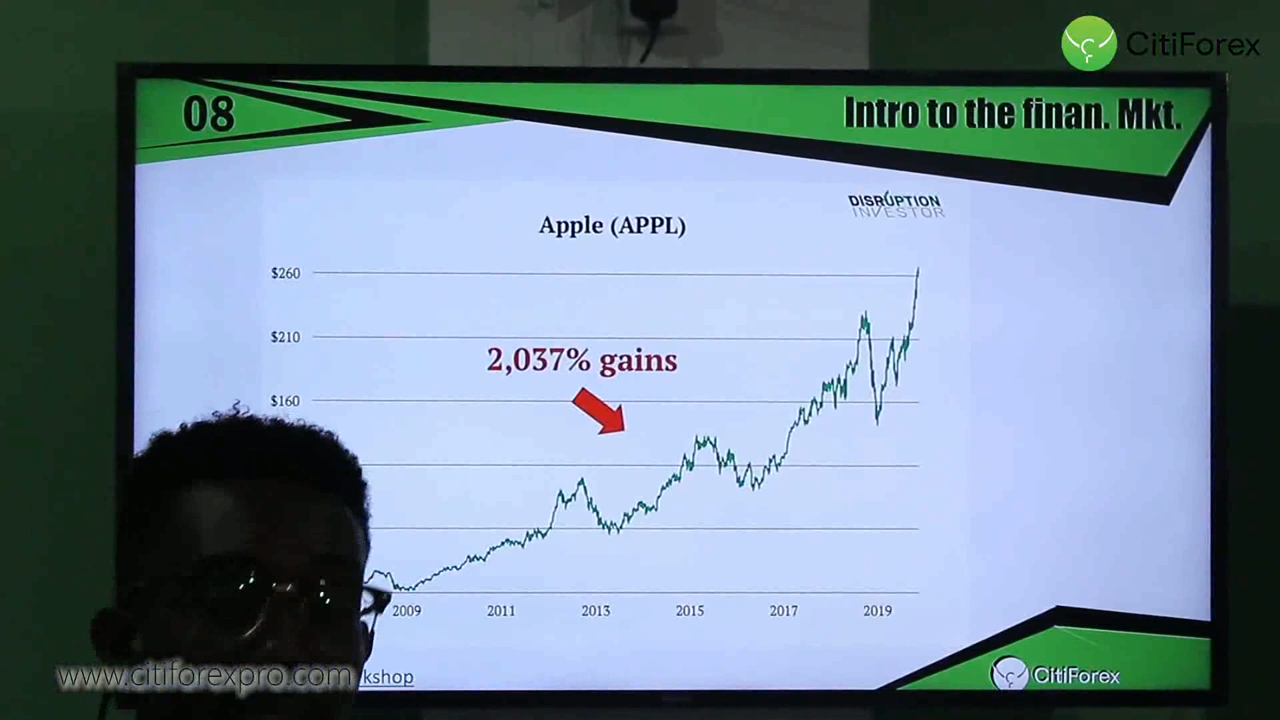 CitiForex
08
Intro to the finan. Mkt.
DISRUPTION
INVESTOR
Apple (APPL)
$260
$210
2,037% gains
$160
2009
2011
2013
2015
2017
2019
www.citiforexpro.com
kshop
CitiForex